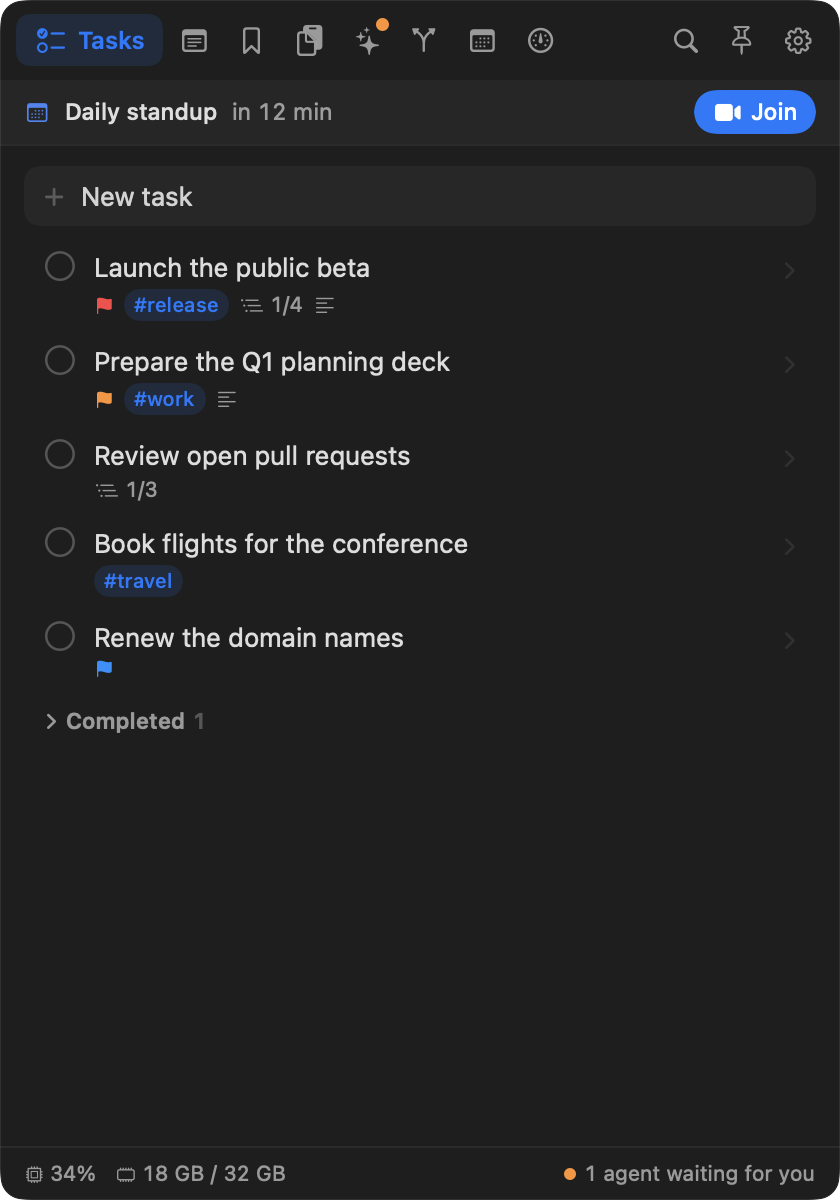 Tasks
Daily standup in 12 min
Join
New task
Launch the public beta
#release 1/4
Prepare the Q1 planning deck
#work
Review open pull requests
1/3
Book flights for the conference
#travel
Renew the domain names
Completed 1
34% 18 GB / 32 GB
1 agent waiting for you